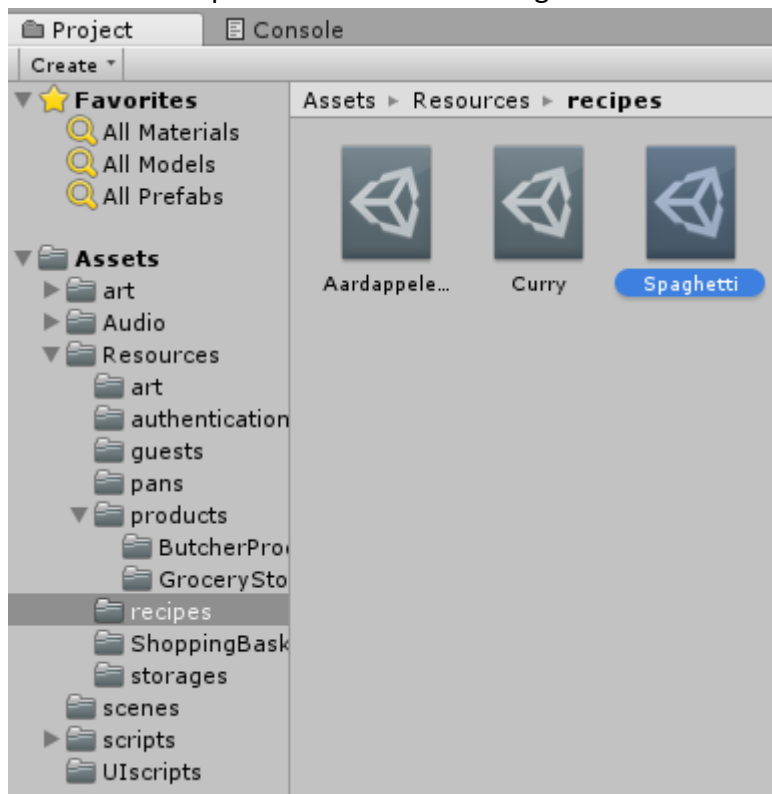 Project
Console
Create
Favorites
All Materials
All Models
All Prefabs
Assets
art
Audio
Resources
art
authentication
guests
pans
products
ButcherPro
GrocerySto
recipes
ShoppingBask
storages
scenes
scripts
UIscripts
Assets ▸ Resources ▸ recipes
Aardappele...
Curry
Spaghetti